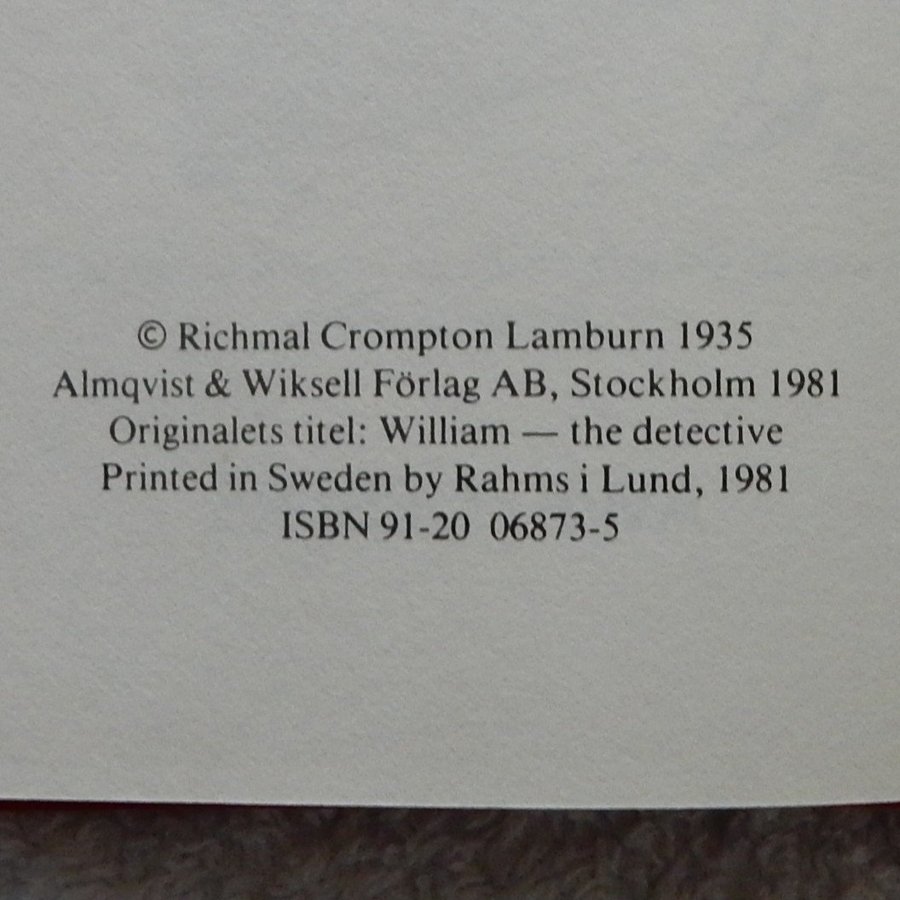 © Richmal Crompton Lamburn 1935
Almqvist & Wiksell Förlag AB, Stockholm 1981
Originalets titel: William — the detective
Printed in Sweden by Rahms i Lund, 1981
ISBN 91-20 06873-5